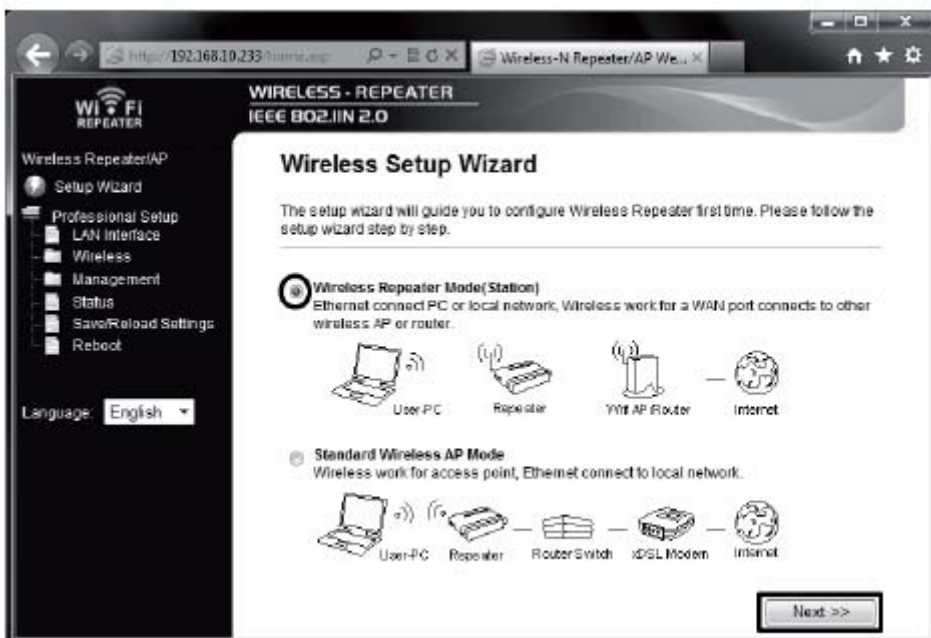 http://192.168.10.233/home.asp
Wireless-N Repeater/AP We...
WiFi
REPEATER
WIRELESS - REPEATER
IEEE 802.11N 2.0
Wireless Repeater/AP
Setup Wizard
Professional Setup
LAN Interface
Wireless
Management
Status
Save/Reload Settings
Reboot
Language: English
Wireless Setup Wizard
The setup wizard will guide you to configure Wireless Repeater first time. Please follow the
setup wizard step by step.
Wireless Repeater Mode(Station)
Ethernet connect PC or local network, Wireless work for a WAN port connects to other
wireless AP or router.
User-PC Repeater Wifi AP/Router Internet
Standard Wireless AP Mode
Wireless work for access point, Ethernet connect to local network.
User-PC Repeater Router Switch xDSL Modem Internet
Next >>